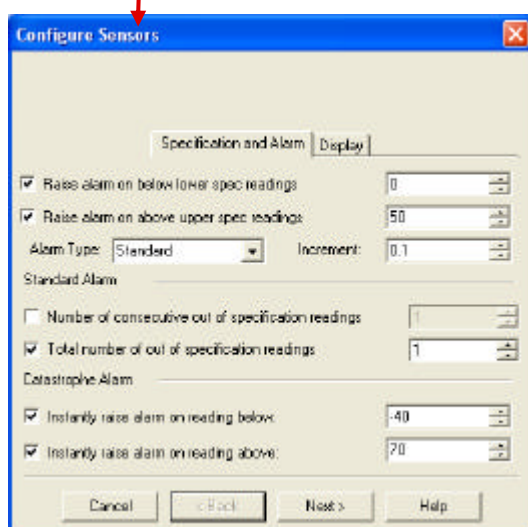 Configure Sensors
Specification and Alarm Display
Raise alarm on below lower spec readings 0
Raise alarm on above upper spec readings 50
Alarm Type: Standard Increment: 0.1
Standard Alarm
Number of consecutive out of specification readings 1
Total number of out of specification readings 1
Catastrophe Alarm
Instantly raise alarm on reading below: -40
Instantly raise alarm on reading above: 70
Cancel < Back Next > Help